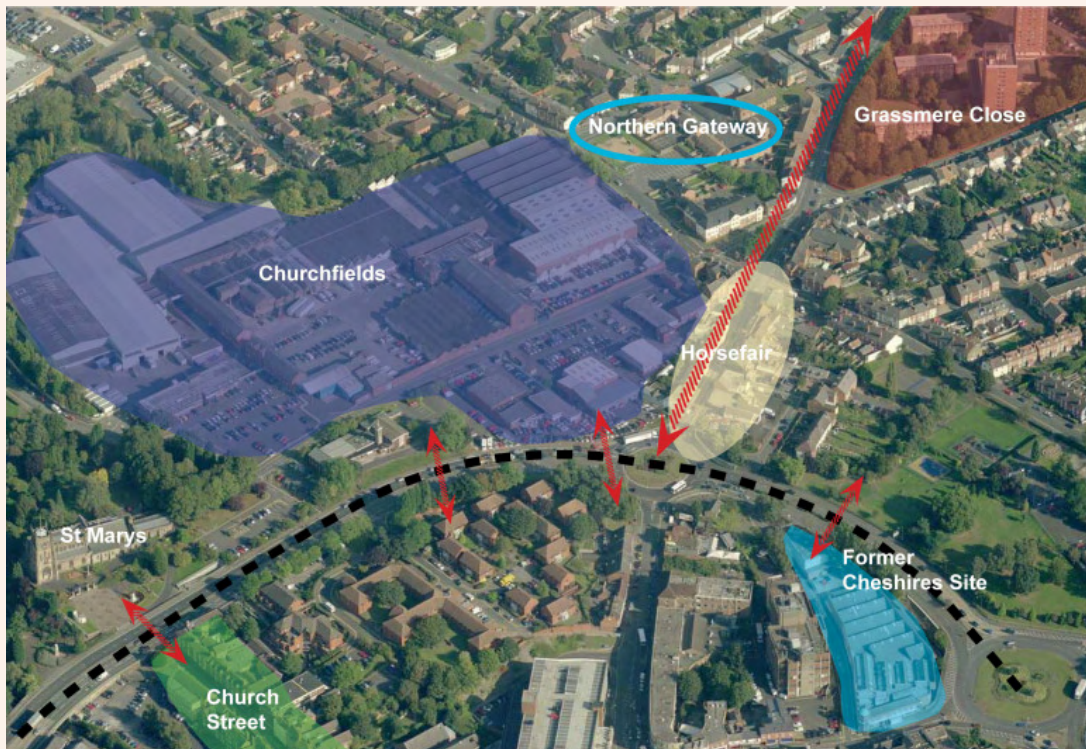 Northern Gateway
Grassmere Close
Churchfields
Horsefair
St Marys
Former
Cheshires Site
Church
Street